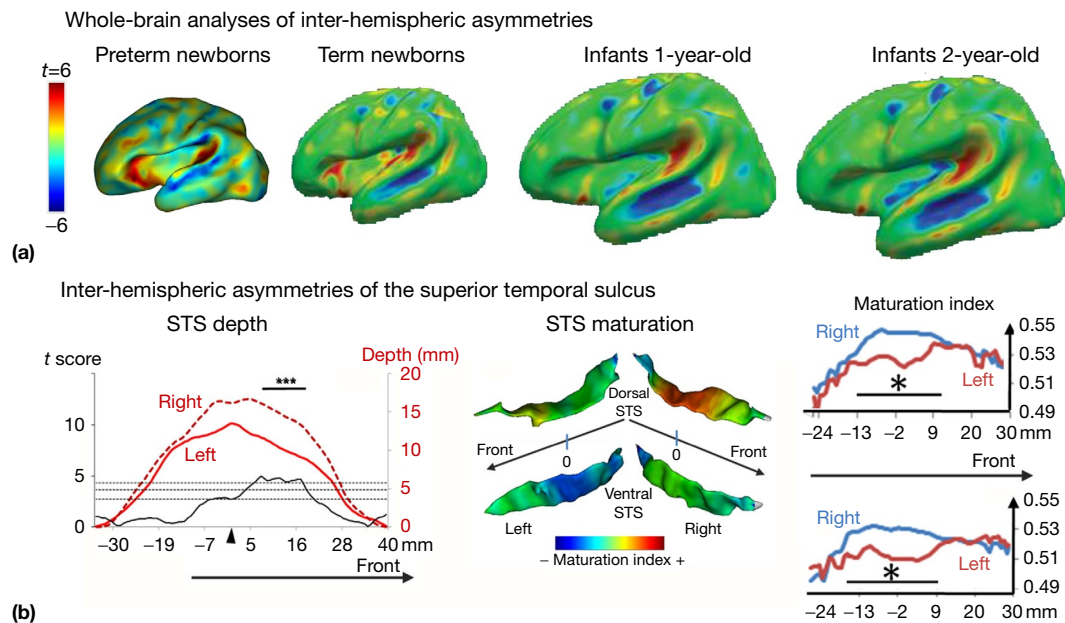 Whole-brain analyses of inter-hemispheric asymmetries
Preterm newborns Term newborns Infants 1-year-old Infants 2-year-old
t=6
−6
(a)
Inter-hemispheric asymmetries of the superior temporal sulcus
STS depth
t score
Depth (mm)
***
Right
Left
10
5
0
20
15
10
5
0
−30 −19 −7 5 16 28 40 mm
Front
STS maturation
Dorsal
STS
Front
0
0
Front
Ventral
STS
Left
Right
− Maturation index +
Maturation index
Right
Left
*
0.55
0.53
0.51
0.49
−24 −13 −2 9 20 30 mm
Front
Right
Left
*
0.55
0.53
0.51
0.49
−24 −13 −2 9 20 30 mm
(b)